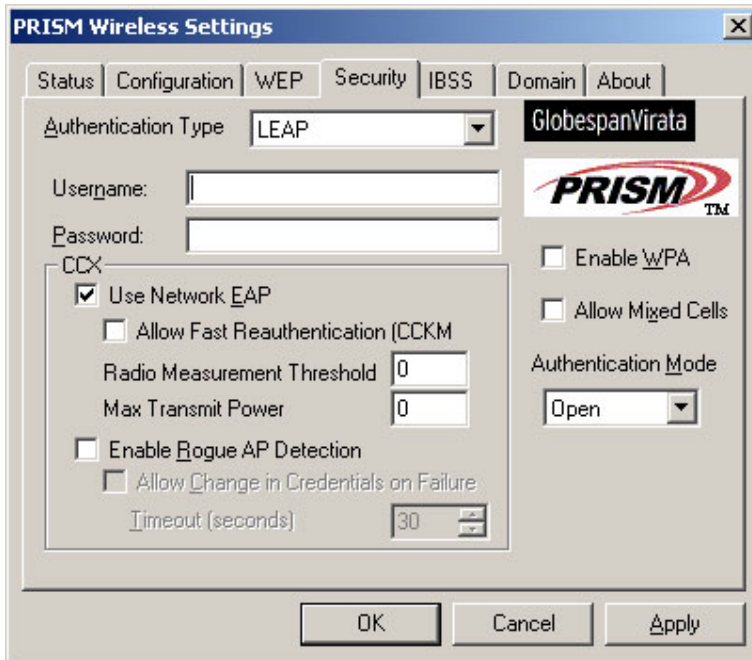 PRISM Wireless Settings
Status Configuration WEP Security IBSS Domain About
Authentication Type LEAP
GlobespanVirata
PRISM TM
Username:
Password:
CCX
Use Network EAP
Allow Fast Reauthentication (CCKM
Radio Measurement Threshold 0
Max Transmit Power 0
Enable Rogue AP Detection
Allow Change in Credentials on Failure
Timeout (seconds) 30
Enable WPA
Allow Mixed Cells
Authentication Mode
Open
OK Cancel Apply